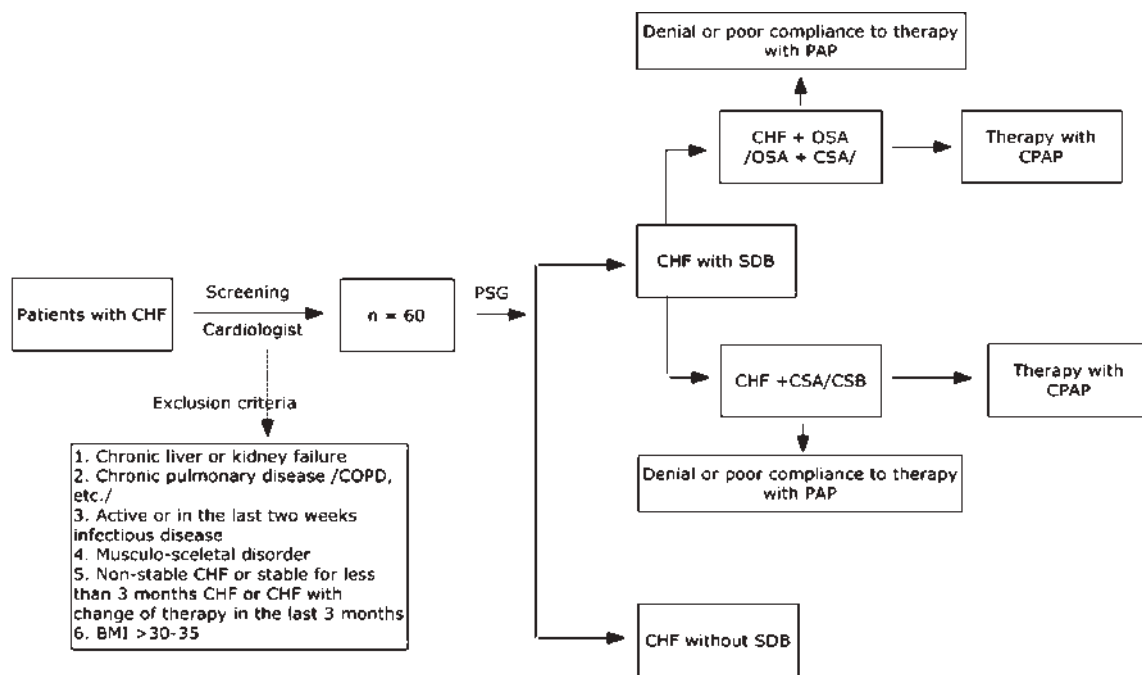 Patients with CHF
Screening
Cardiologist
Exclusion criteria
1. Chronic liver or kidney failure
2. Chronic pulmonary disease /COPD,
etc./
3. Active or in the last two weeks
infectious disease
4. Musculo-sceletal disorder
5. Non-stable CHF or stable for less
than 3 months CHF or CHF with
change of therapy in the last 3 months
6. BMI >30-35
n = 60
PSG
CHF with SDB
Denial or poor compliance to therapy
with PAP
CHF + OSA
/OSA + CSA/
Therapy with
CPAP
CHF +CSA/CSB
Therapy with
CPAP
Denial or poor compliance to therapy
with PAP
CHF without SDB